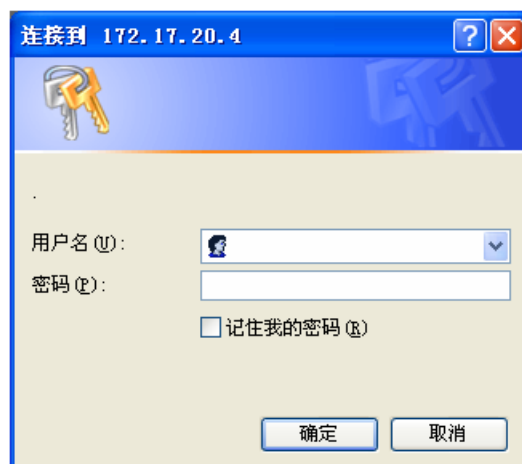 连接到 172.17.20.4
.
用户名(U):
密码(P):
记住我的密码(R)
确定
取消